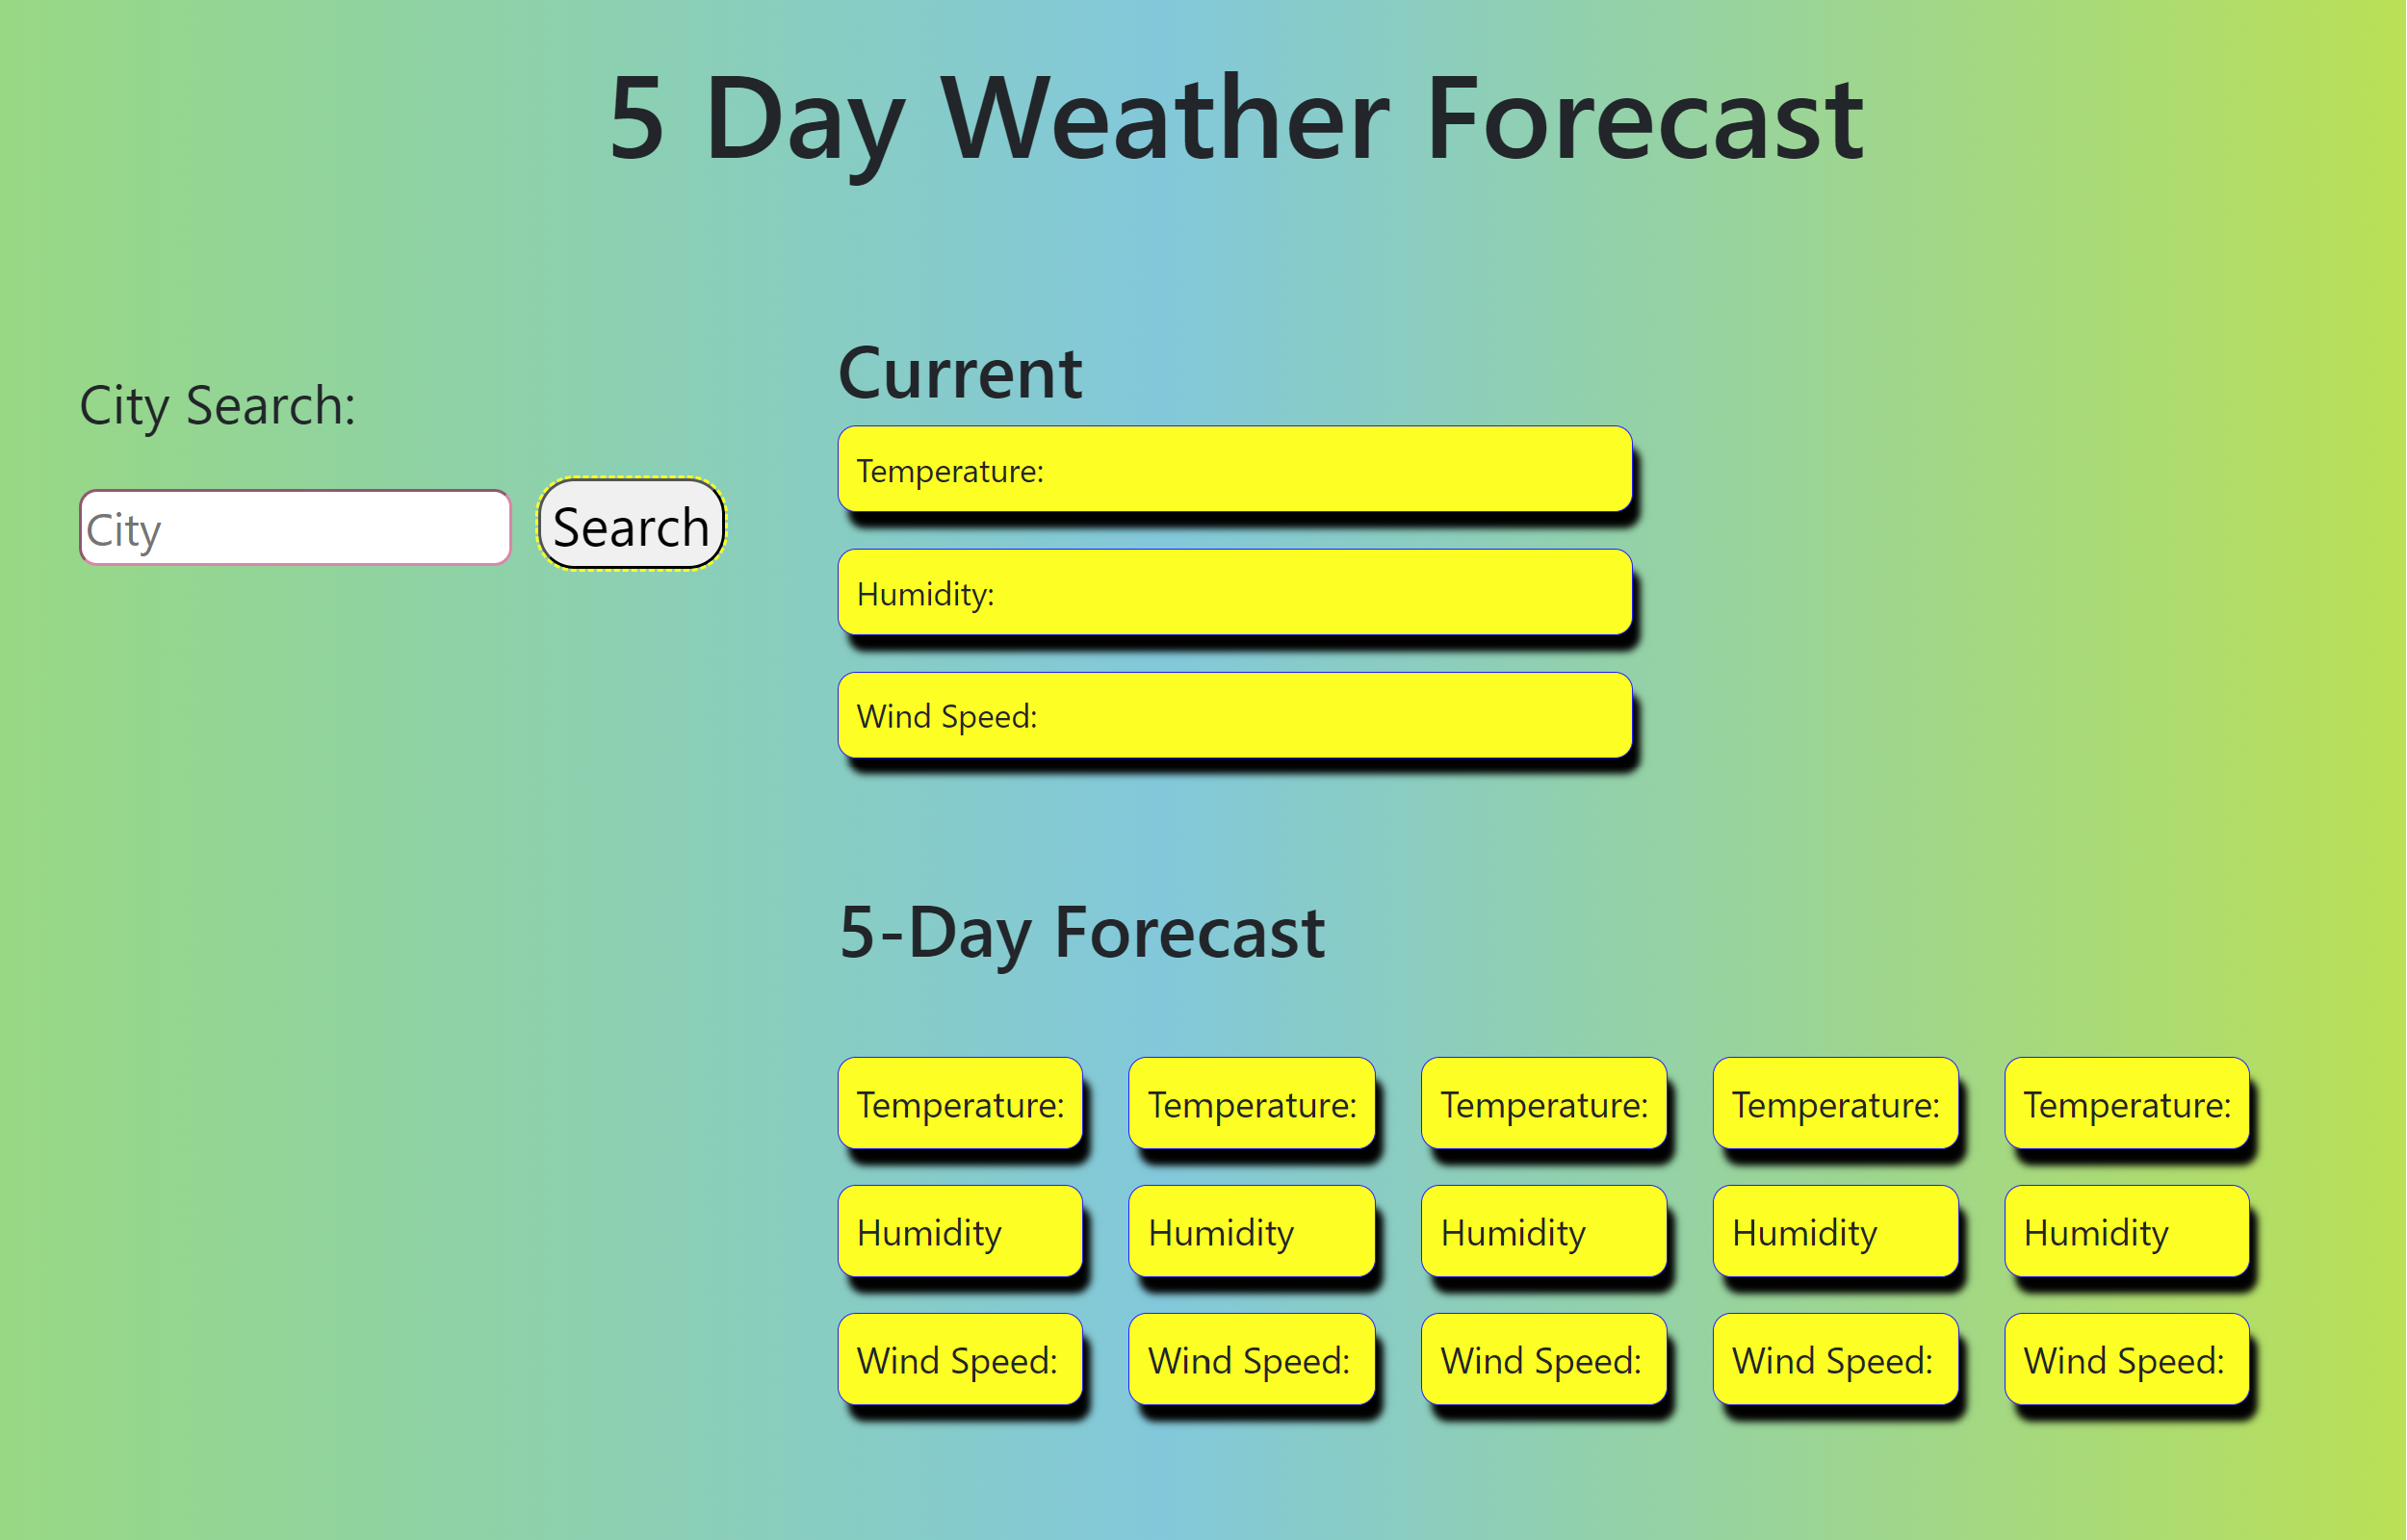 5 Day Weather Forecast
City Search:
City
Search
Current
Temperature:
Humidity:
Wind Speed:
5-Day Forecast
Temperature: Temperature: Temperature: Temperature: Temperature:
Humidity Humidity Humidity Humidity Humidity
Wind Speed: Wind Speed: Wind Speed: Wind Speed: Wind Speed: